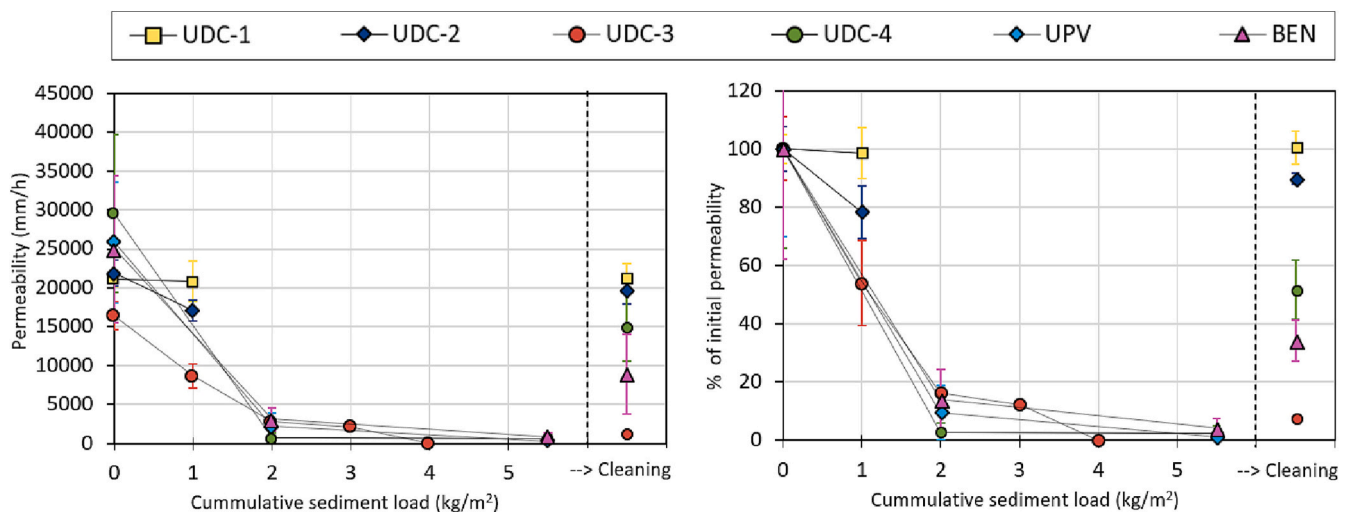 UDC-1 UDC-2 UDC-3 UDC-4 UPV BEN
Permeability (mm/h)
45000
40000
35000
30000
25000
20000
15000
10000
5000
0
0 1 2 3 4 5 --> Cleaning
Cummulative sediment load (kg/m²)
% of initial permeability
120
100
80
60
40
20
0
0 1 2 3 4 5 --> Cleaning
Cummulative sediment load (kg/m²)